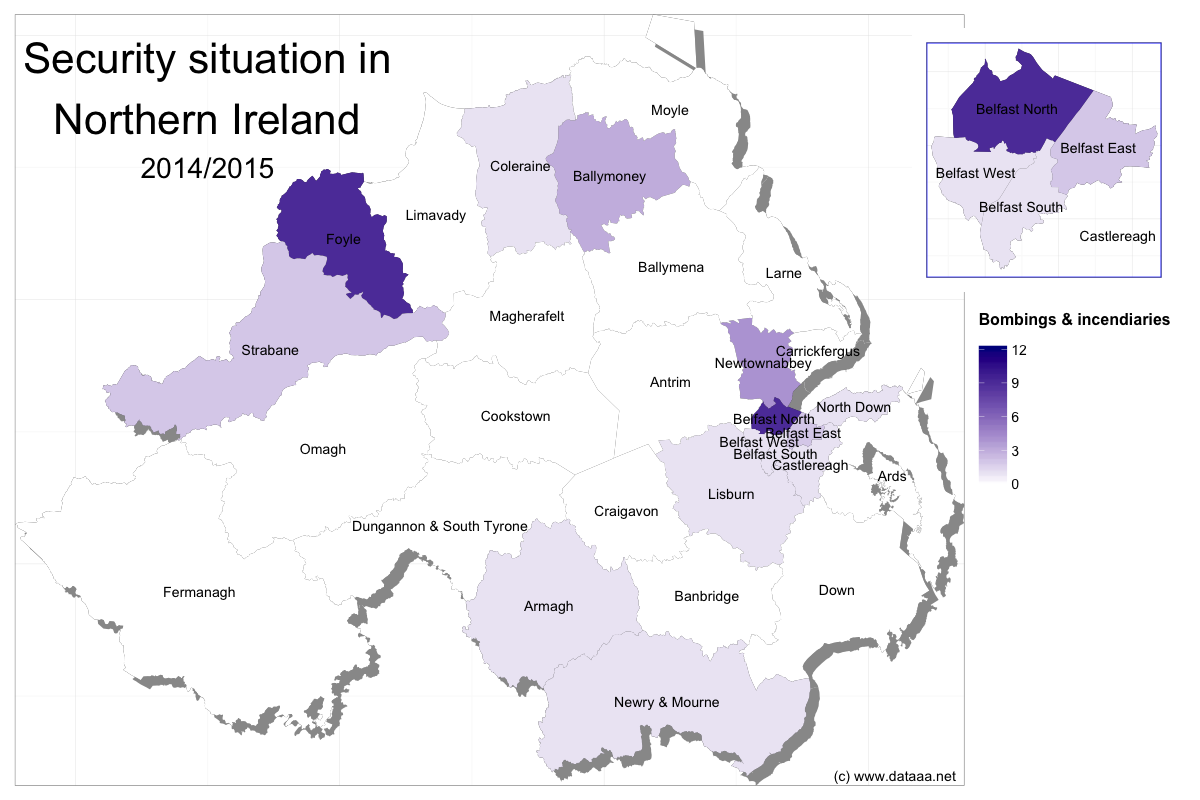 Security situation in
Northern Ireland
2014/2015
Moyle
Coleraine
Ballymoney
Limavady
Foyle
Ballymena
Larne
Magherafelt
Strabane
Carrickfergus
Newtownabbey
Antrim
Cookstown
North Down
Belfast North
Belfast East
Belfast West
Belfast South
Castlereagh
Omagh
Ards
Lisburn
Craigavon
Dungannon & South Tyrone
Fermanagh
Armagh
Banbridge
Down
Newry & Mourne
(c) www.dataaa.net
Belfast North
Belfast East
Belfast West
Belfast South
Castlereagh
Bombings & incendiaries
12
9
6
3
0